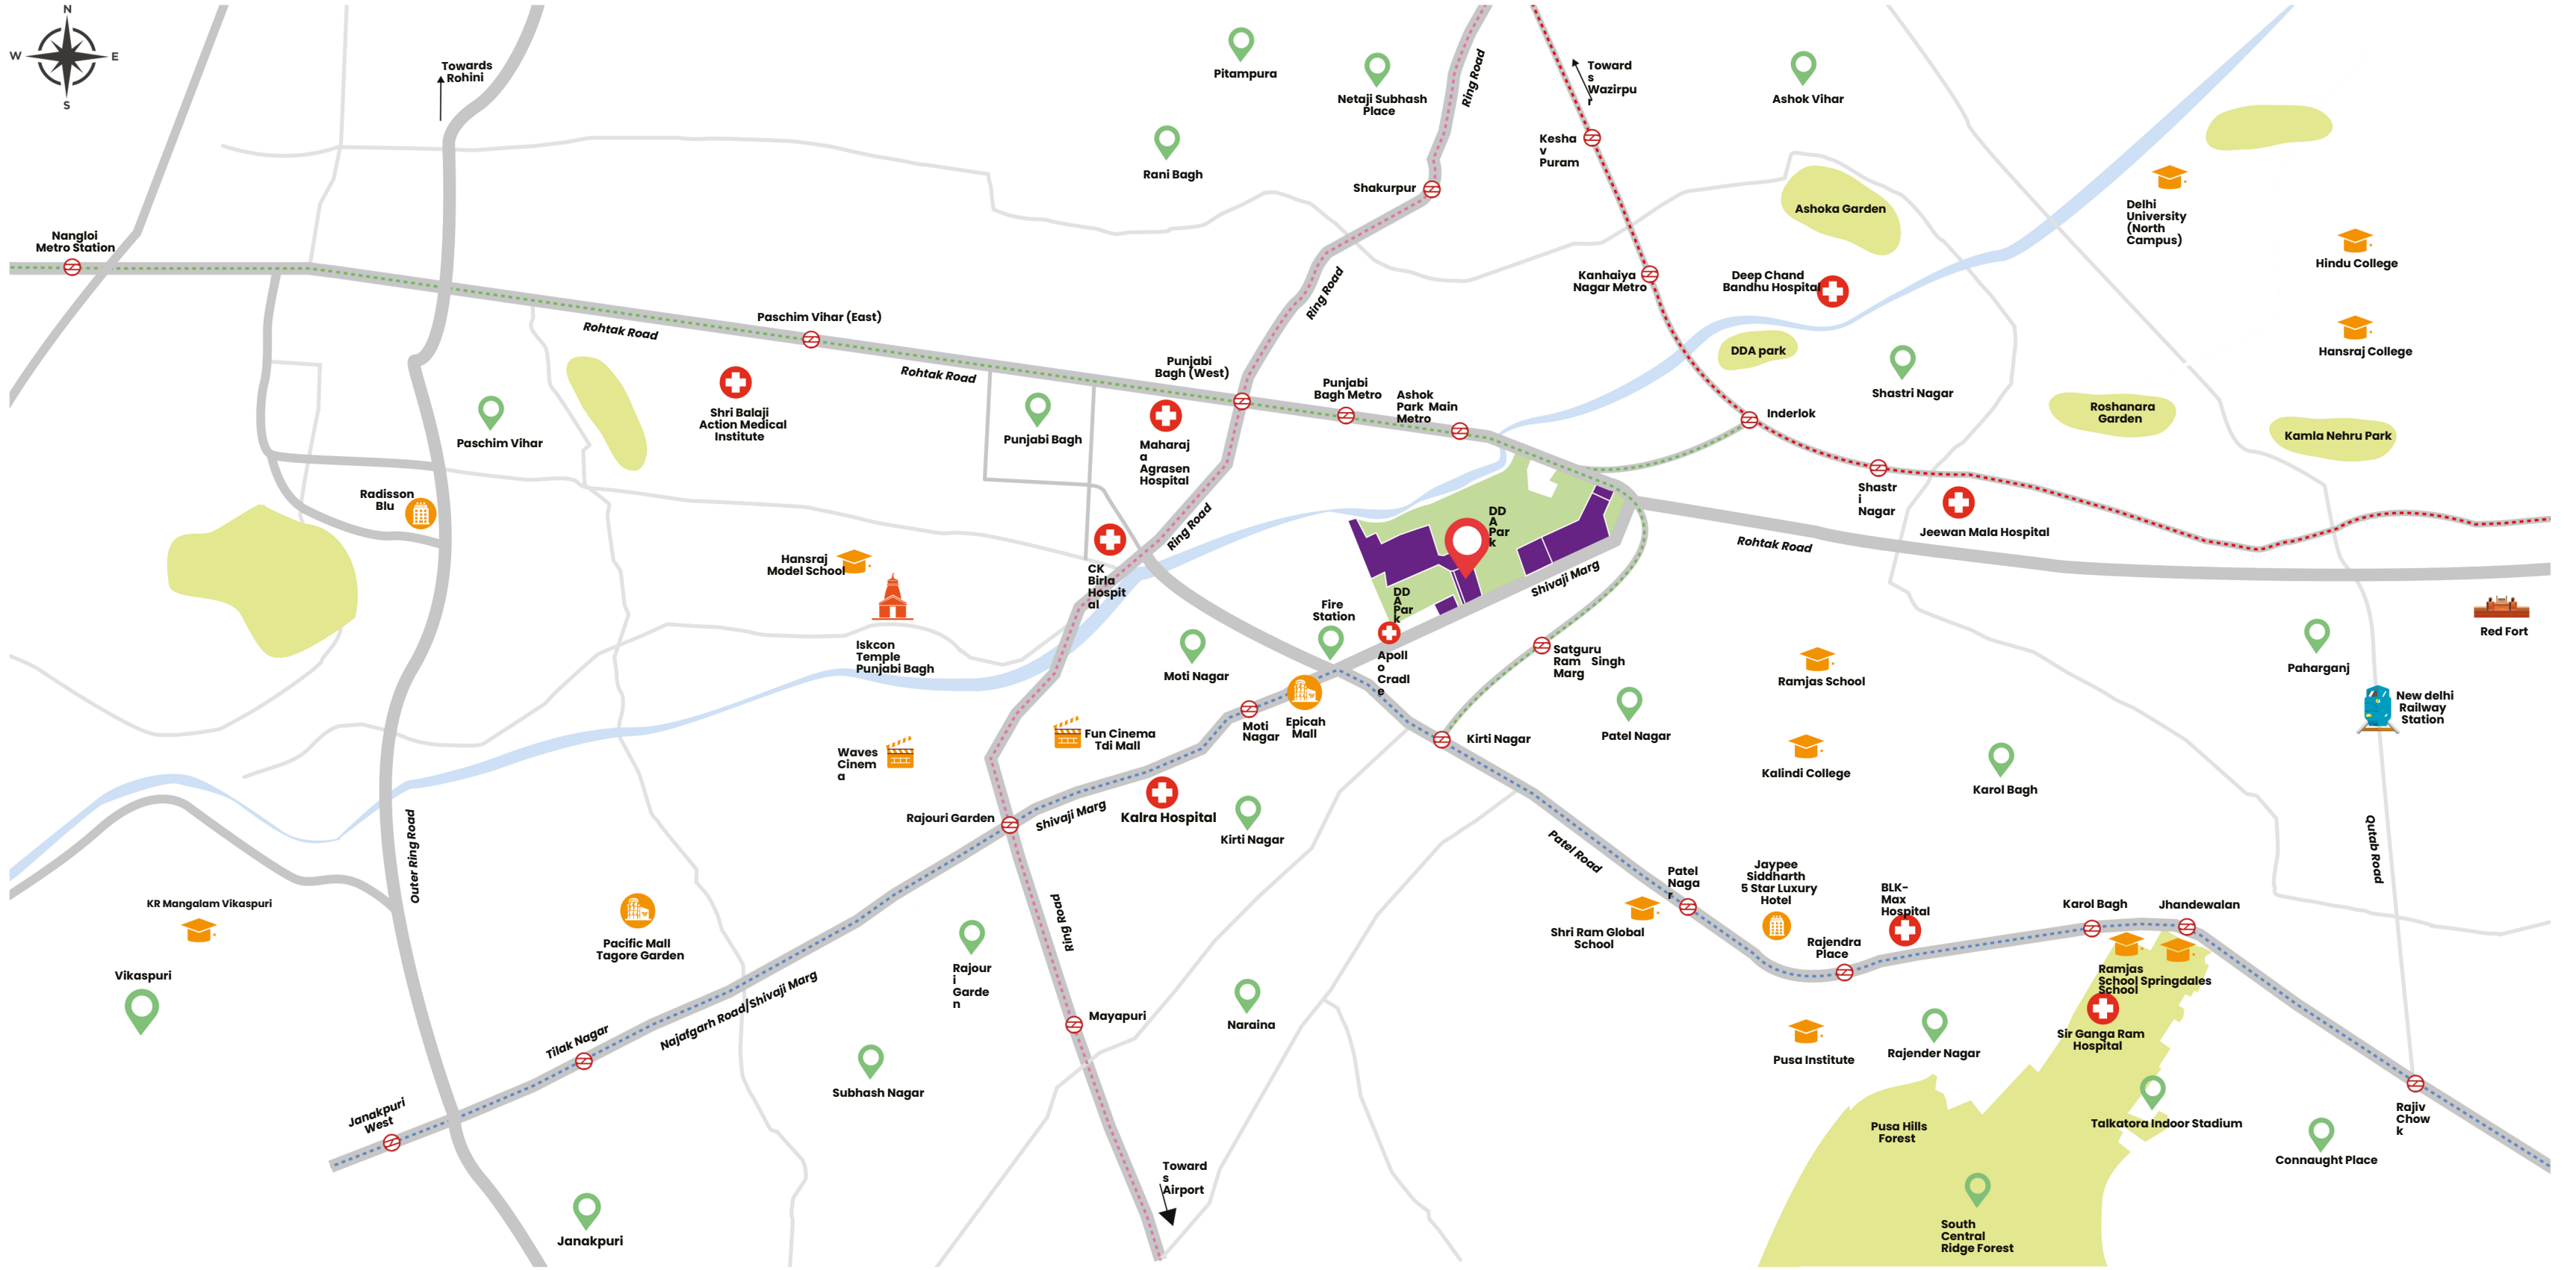 N
W
E
S
Towards
Rohini
Pitampura
Netaji Subhash
Place
Ring Road
Toward
s
Wazirpu
r
Ashok Vihar
Rani Bagh
Kesha
v
Puram
Shakurpur
Ashoka Garden
Delhi
University
(North
Campus)
Hindu College
Nangloi
Metro Station
Kanhaiya
Nagar Metro
Deep Chand
Bandhu Hospital
Ring Road
Rohtak Road
Paschim Vihar (East)
Rohtak Road
Punjabi
Bagh (West)
Punjabi
Bagh Metro
Ashok
Park Main
Metro
DDA park
Hansraj College
Shastri Nagar
Inderlok
Roshanara
Garden
Kamla Nehru Park
Paschim Vihar
Shri Balaji
Action Medical
Institute
Punjabi Bagh
Maharaj
a
Agrasen
Hospital
Radisson
Blu
Ring Road
DD
A
Par
k
Shastr
i
Nagar
Jeewan Mala Hospital
Rohtak Road
Hansraj
Model School
CK
Birla
Hospit
al
Shivaji Marg
DD
A
Par
k
Fire
Station
Red Fort
Iskcon
Temple
Punjabi Bagh
Moti Nagar
Apoll
o
Cradl
e
Satguru
Ram Singh
Marg
Ramjas School
Paharganj
New delhi
Railway
Station
Waves
Cinem
a
Fun Cinema
Tdi Mall
Moti
Nagar
Epicah
Mall
Kirti Nagar
Patel Nagar
Kalindi College
Karol Bagh
Rajouri Garden
Shivaji Marg
Kalra Hospital
Kirti Nagar
Outer Ring Road
Patel Road
Qutab Road
KR Mangalam Vikaspuri
Pacific Mall
Tagore Garden
Ring Road
Patel
Naga
r
Jaypee
Siddharth
5 Star Luxury
Hotel
BLK-
Max
Hospital
Karol Bagh
Jhandewalan
Shri Ram Global
School
Rajendra
Place
Vikaspuri
Rajour
i
Garde
n
Ramjas
School
Springdales
School
Najafgarh Road/Shivaji Marg
Mayapuri
Naraina
Tilak Nagar
Pusa Institute
Rajender Nagar
Sir Ganga Ram
Hospital
Subhash Nagar
Janakpuri
West
Pusa Hills
Forest
Talkatora Indoor Stadium
Rajiv
Chow
k
Connaught Place
Toward
s
Airport
Janakpuri
South
Central
Ridge Forest